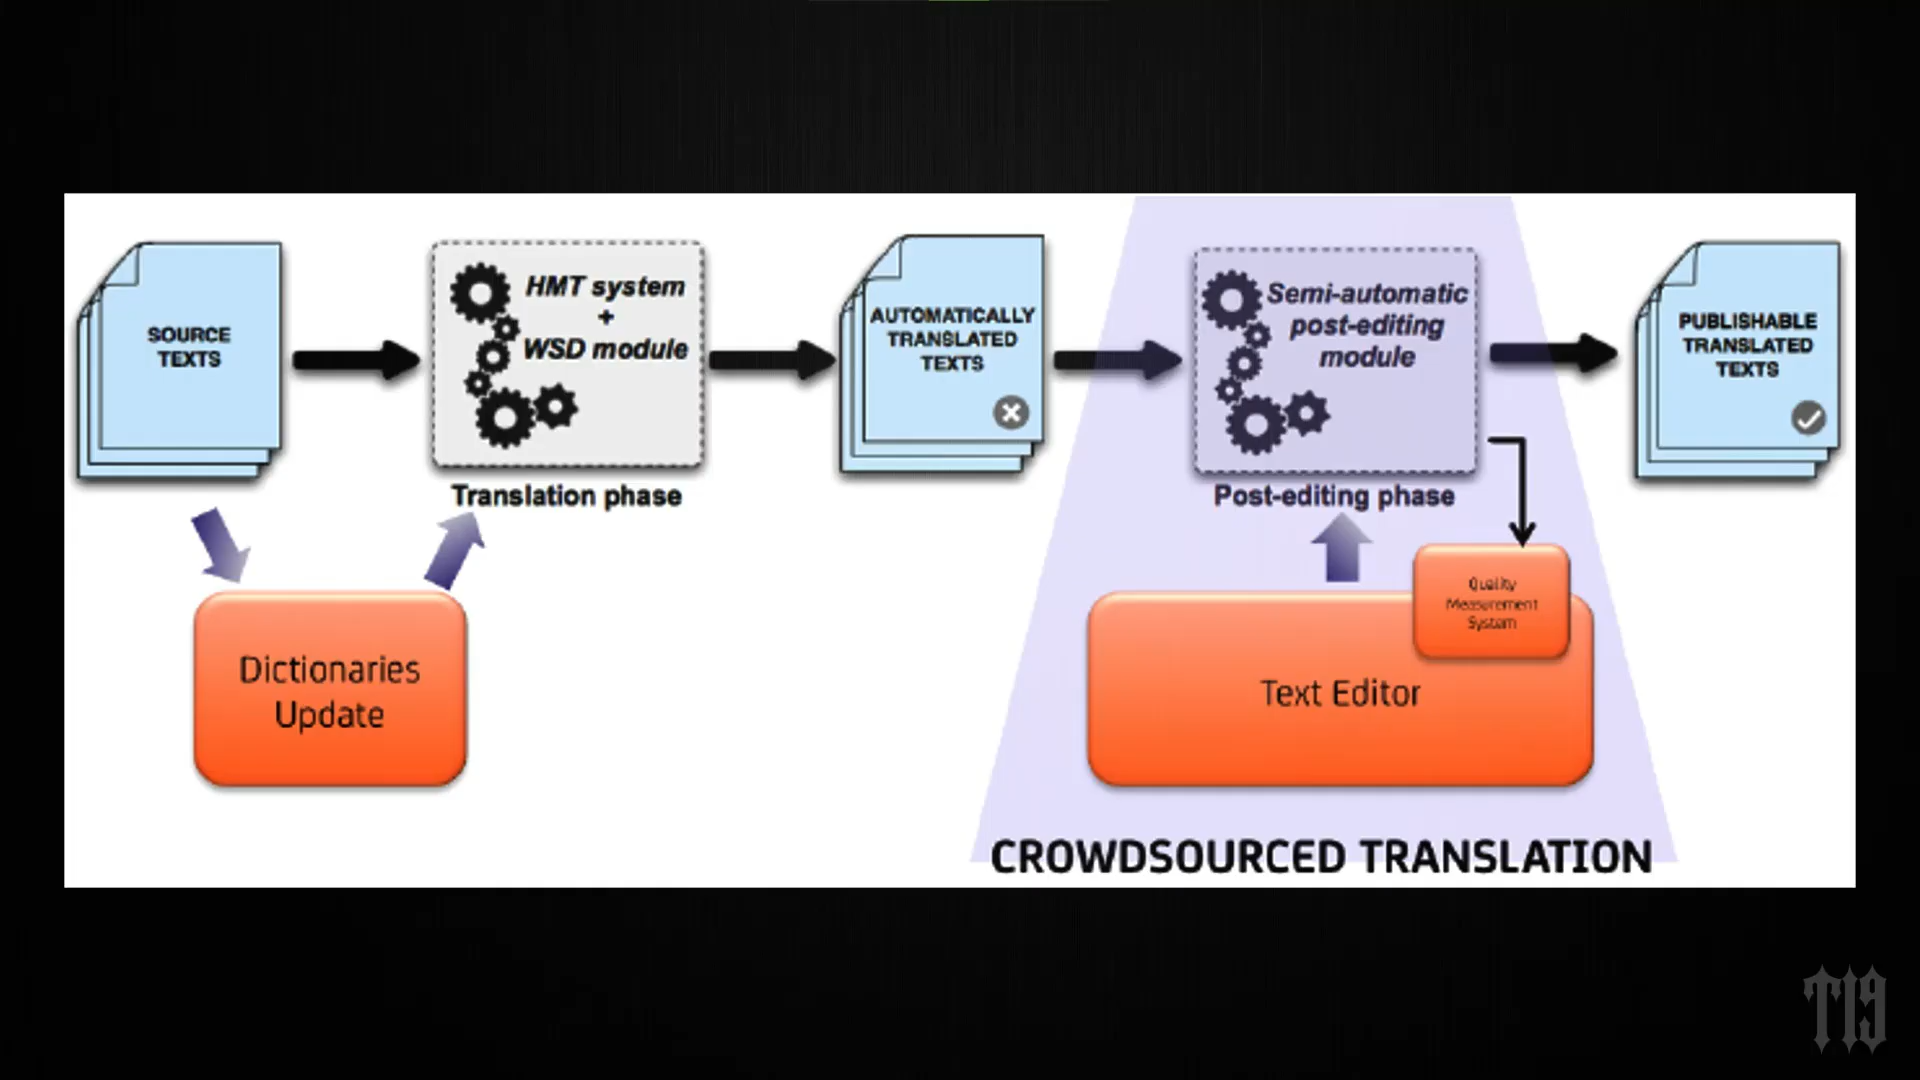 SOURCE
TEXTS
HMT system
+
WSD module
Translation phase
AUTOMATICALLY
TRANSLATED
TEXTS
Semi-automatic
post-editing
module
Post-editing phase
PUBLISHABLE
TRANSLATED
TEXTS
Dictionaries
Update
Quality
Measurement
System
Text Editor
CROWDSOURCED TRANSLATION
T19